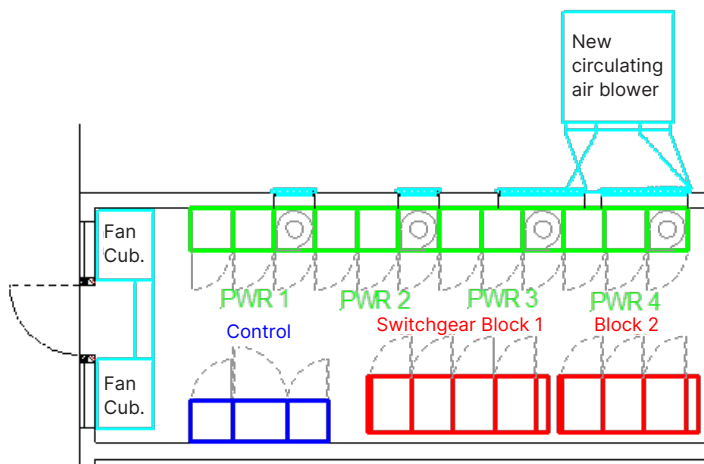 New
circulating
air blower
Fan
Cub.
PWR 1
PWR 2
PWR 3
PWR 4
Control
Switchgear Block 1
Block 2
Fan
Cub.